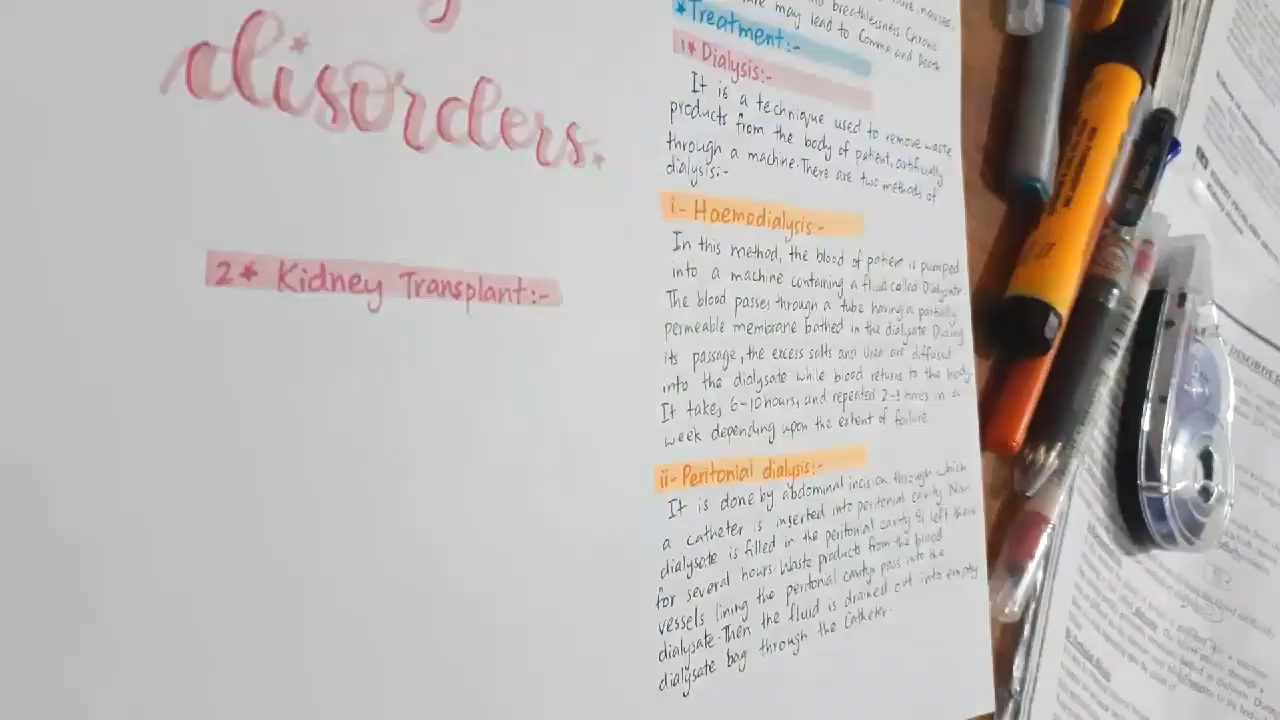 disorders.
2* Kidney Transplant:-
breathlessness. Chronic
may lead to Comma and Death
*Treatment:-
1* Dialysis:-
It is a technique used to remove waste
products from the body of patient, artificially
through a machine. There are two methods of
dialysis:-
i- Haemodialysis:-
In this method, the blood of patient is pumped
into a machine containing a fluid called Dialysate.
The blood passes through a tube having a partially
permeable membrane bathed in the dialysate. During
its passage, the excess salts and urea are diffused
into the dialysate while blood returns to the body.
It takes 6-10 hours, and repeated 2-3 times in a
week depending upon the extent of failure.
ii- Peritonial dialysis:-
It is done by abdominal incision through which
a catheter is inserted into peritonial cavity. Now
dialysate is filled in the peritonial cavity & left there
for several hours. Waste products from the blood
vessels lining the peritonial cavity pass into the
dialysate. Then the fluid is drained out into empty
dialysate bag through the Catheter.